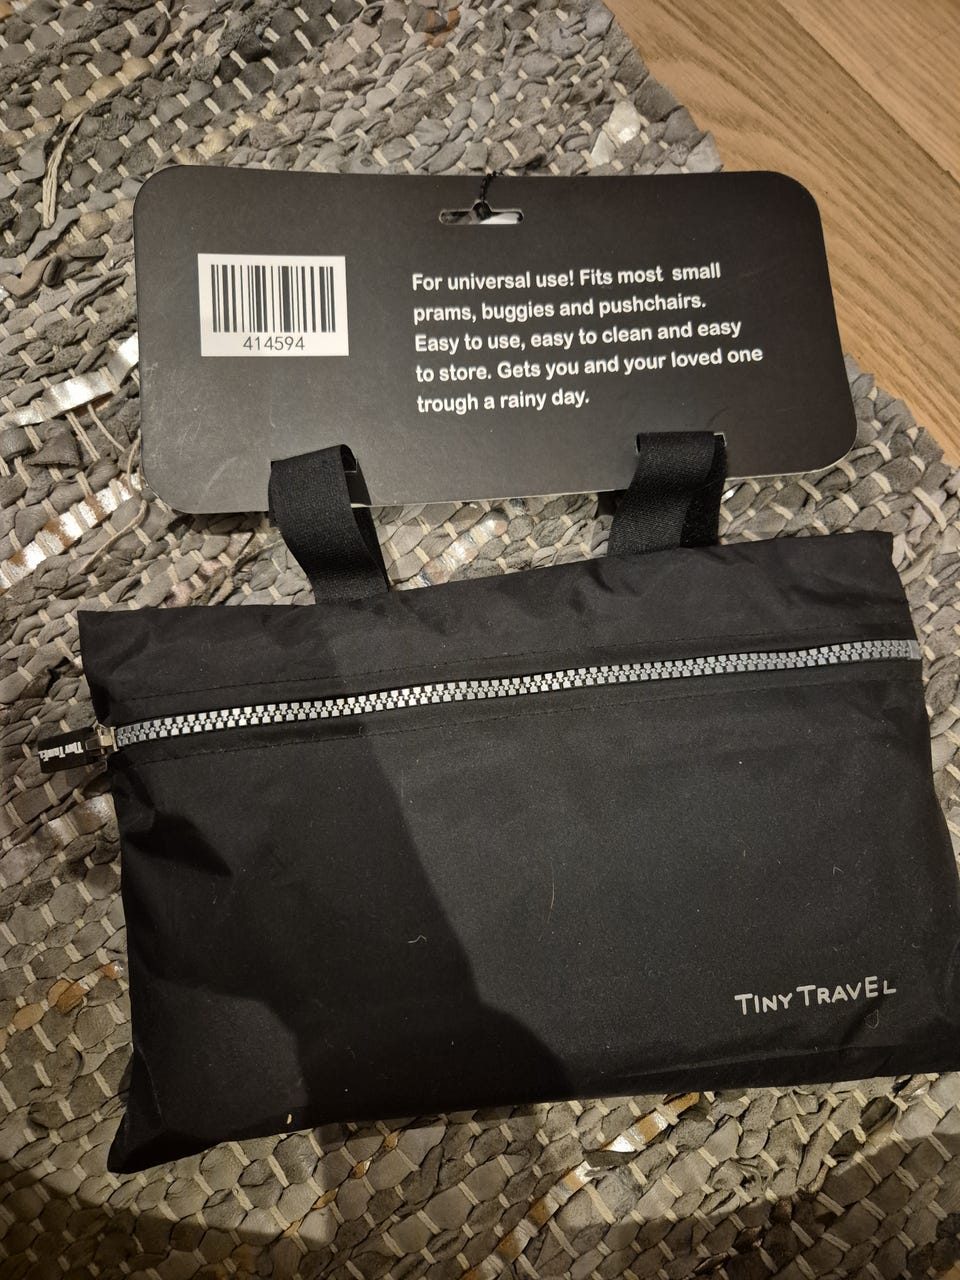 414594
For universal use! Fits most small
prams, buggies and pushchairs.
Easy to use, easy to clean and easy
to store. Gets you and your loved one
trough a rainy day.
TINY TRAVEL
TINY TRAVEL